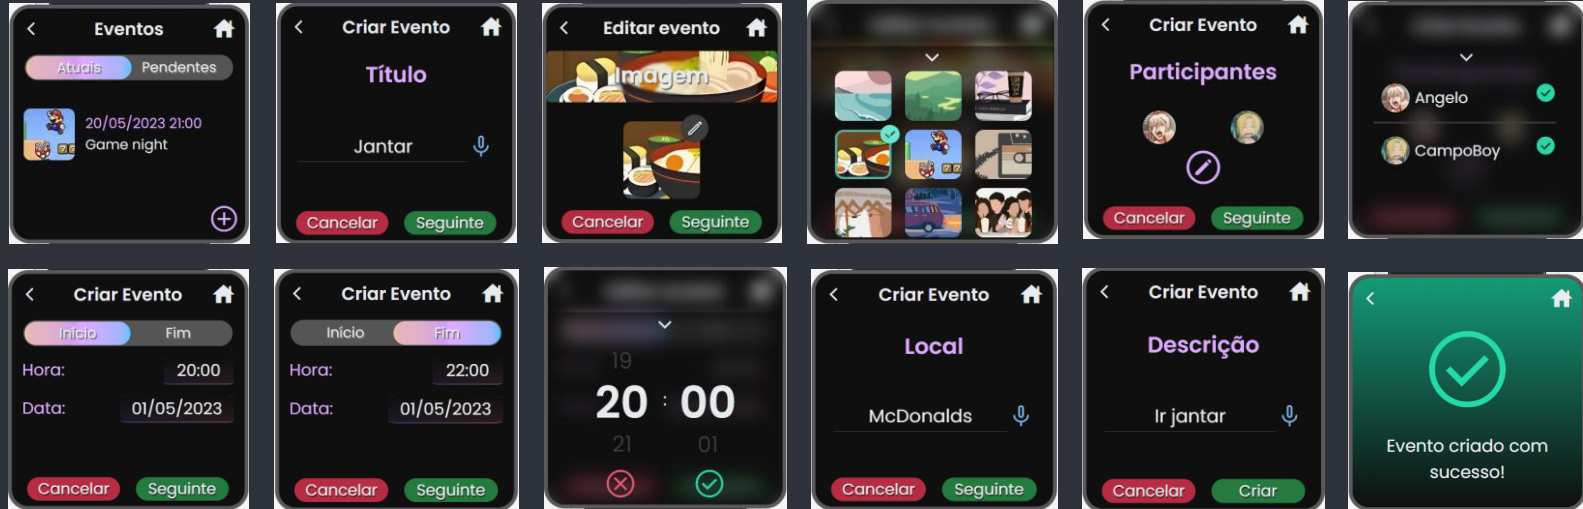 Eventos
Atuais Pendentes
20/05/2023 21:00
Game night
Criar Evento
Título
Jantar
Cancelar Seguinte
Editar evento
Imagem
Cancelar Seguinte
Criar Evento
Participantes
Cancelar Seguinte
Angelo
CampoBoy
Criar Evento
Início Fim
Hora: 20:00
Data: 01/05/2023
Cancelar Seguinte
Criar Evento
Início Fim
Hora: 22:00
Data: 01/05/2023
Cancelar Seguinte
19
20 : 00
21 01
Criar Evento
Local
McDonalds
Cancelar Seguinte
Criar Evento
Descrição
Ir jantar
Cancelar Criar
Evento criado com
sucesso!